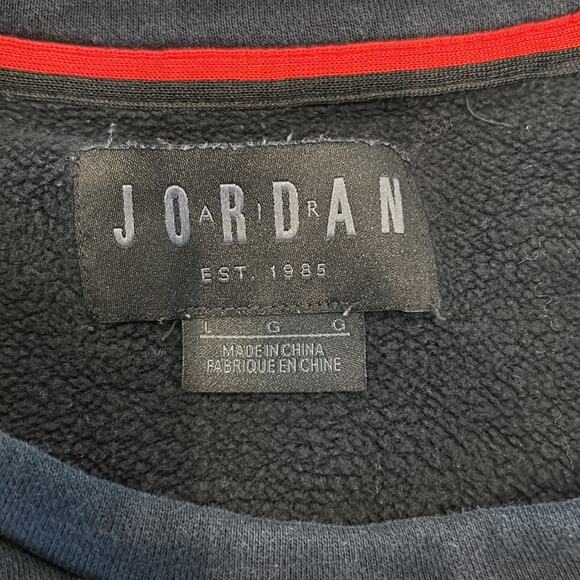 JORDAN
AIR
EST. 1985
L G G
MADE IN CHINA
FABRIQUE EN CHINE